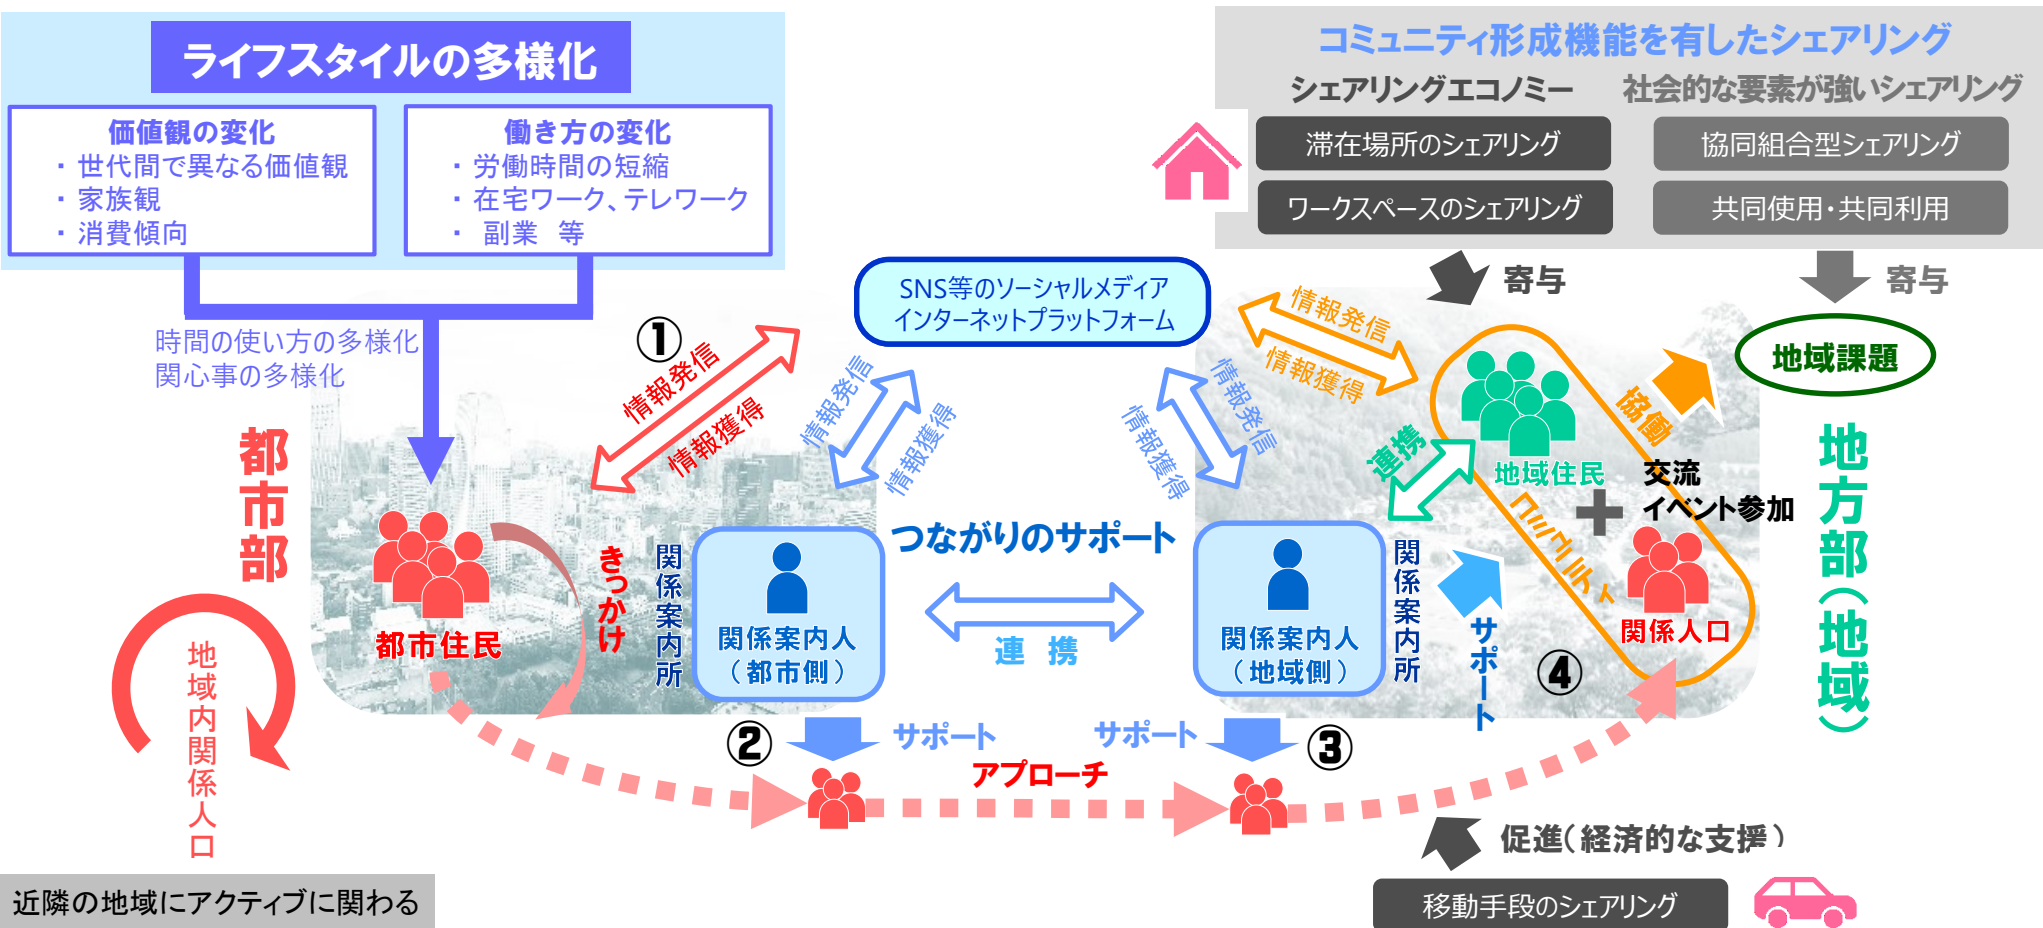 ライフスタイルの多様化
価値観の変化
・世代間で異なる価値観
・家族観
・消費傾向
働き方の変化
・労働時間の短縮
・在宅ワーク、テレワーク
・ 副業 等
時間の使い方の多様化
関心事の多様化
コミュニティ形成機能を有したシェアリング
シェアリングエコノミー
滞在場所のシェアリング
ワークスペースのシェアリング
社会的な要素が強いシェアリング
協同組合型シェアリング
共同使用・共同利用
寄与
寄与
SNS等のソーシャルメディア
インターネットプラットフォーム
①
情報発信
情報獲得
情報発信
情報獲得
情報発信
情報獲得
情報発信
情報獲得
地域課題
協働
地域住民
連携
交流
イベント参加
コミュニティ
関係人口
都市部
地方部(地域)
都市住民
きっかけ
関係案内所
関係案内人
(都市側)
つながりのサポート
連 携
関係案内人
(地域側)
関係案内所
サポート
④
②
サポート
サポート
③
アプローチ
地域内関係人口
近隣の地域にアクティブに関わる
促進(経済的な支援)
移動手段のシェアリング